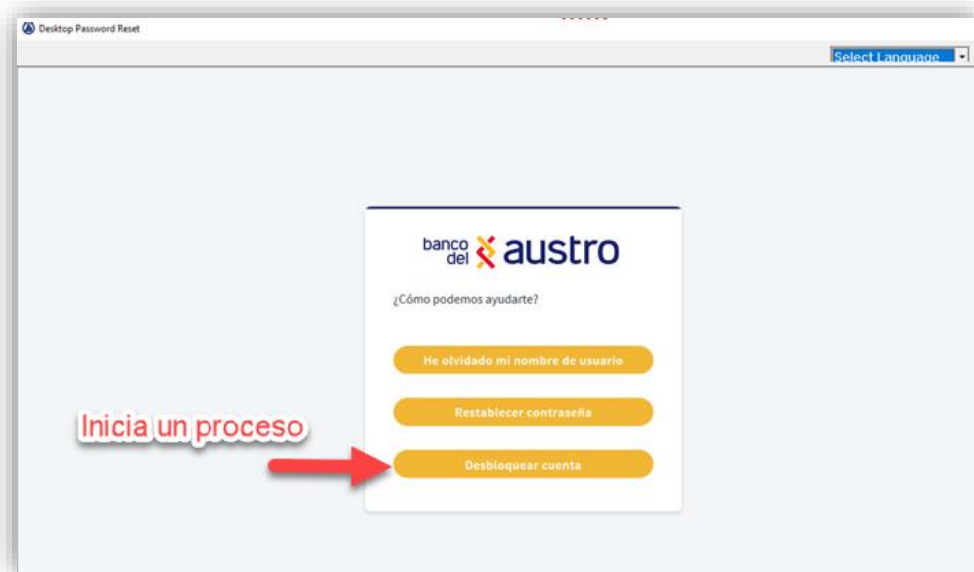 Desktop Password Reset
Select Language
banco del austro
¿Cómo podemos ayudarte?
He olvidado mi nombre de usuario
Restablecer contraseña
Inicia un proceso
Desbloquear cuenta